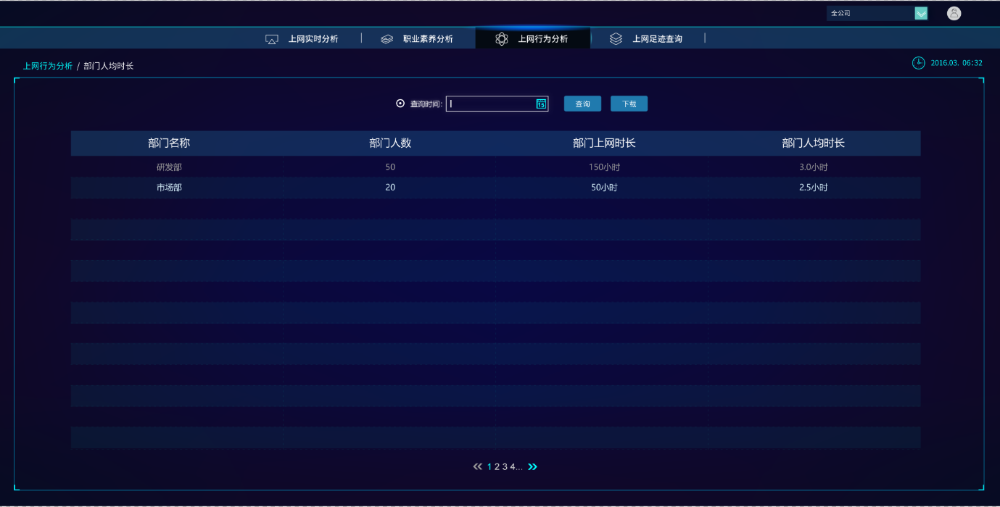 全公司
上网实时分析 职业素养分析 上网行为分析 上网足迹查询
上网行为分析 / 部门人均时长
2016.03. 06:32
查询时间: 15 查询 下载
部门名称 部门人数 部门上网时长 部门人均时长
研发部 50 150小时 3.0小时
市场部 20 50小时 2.5小时
1 2 3 4...